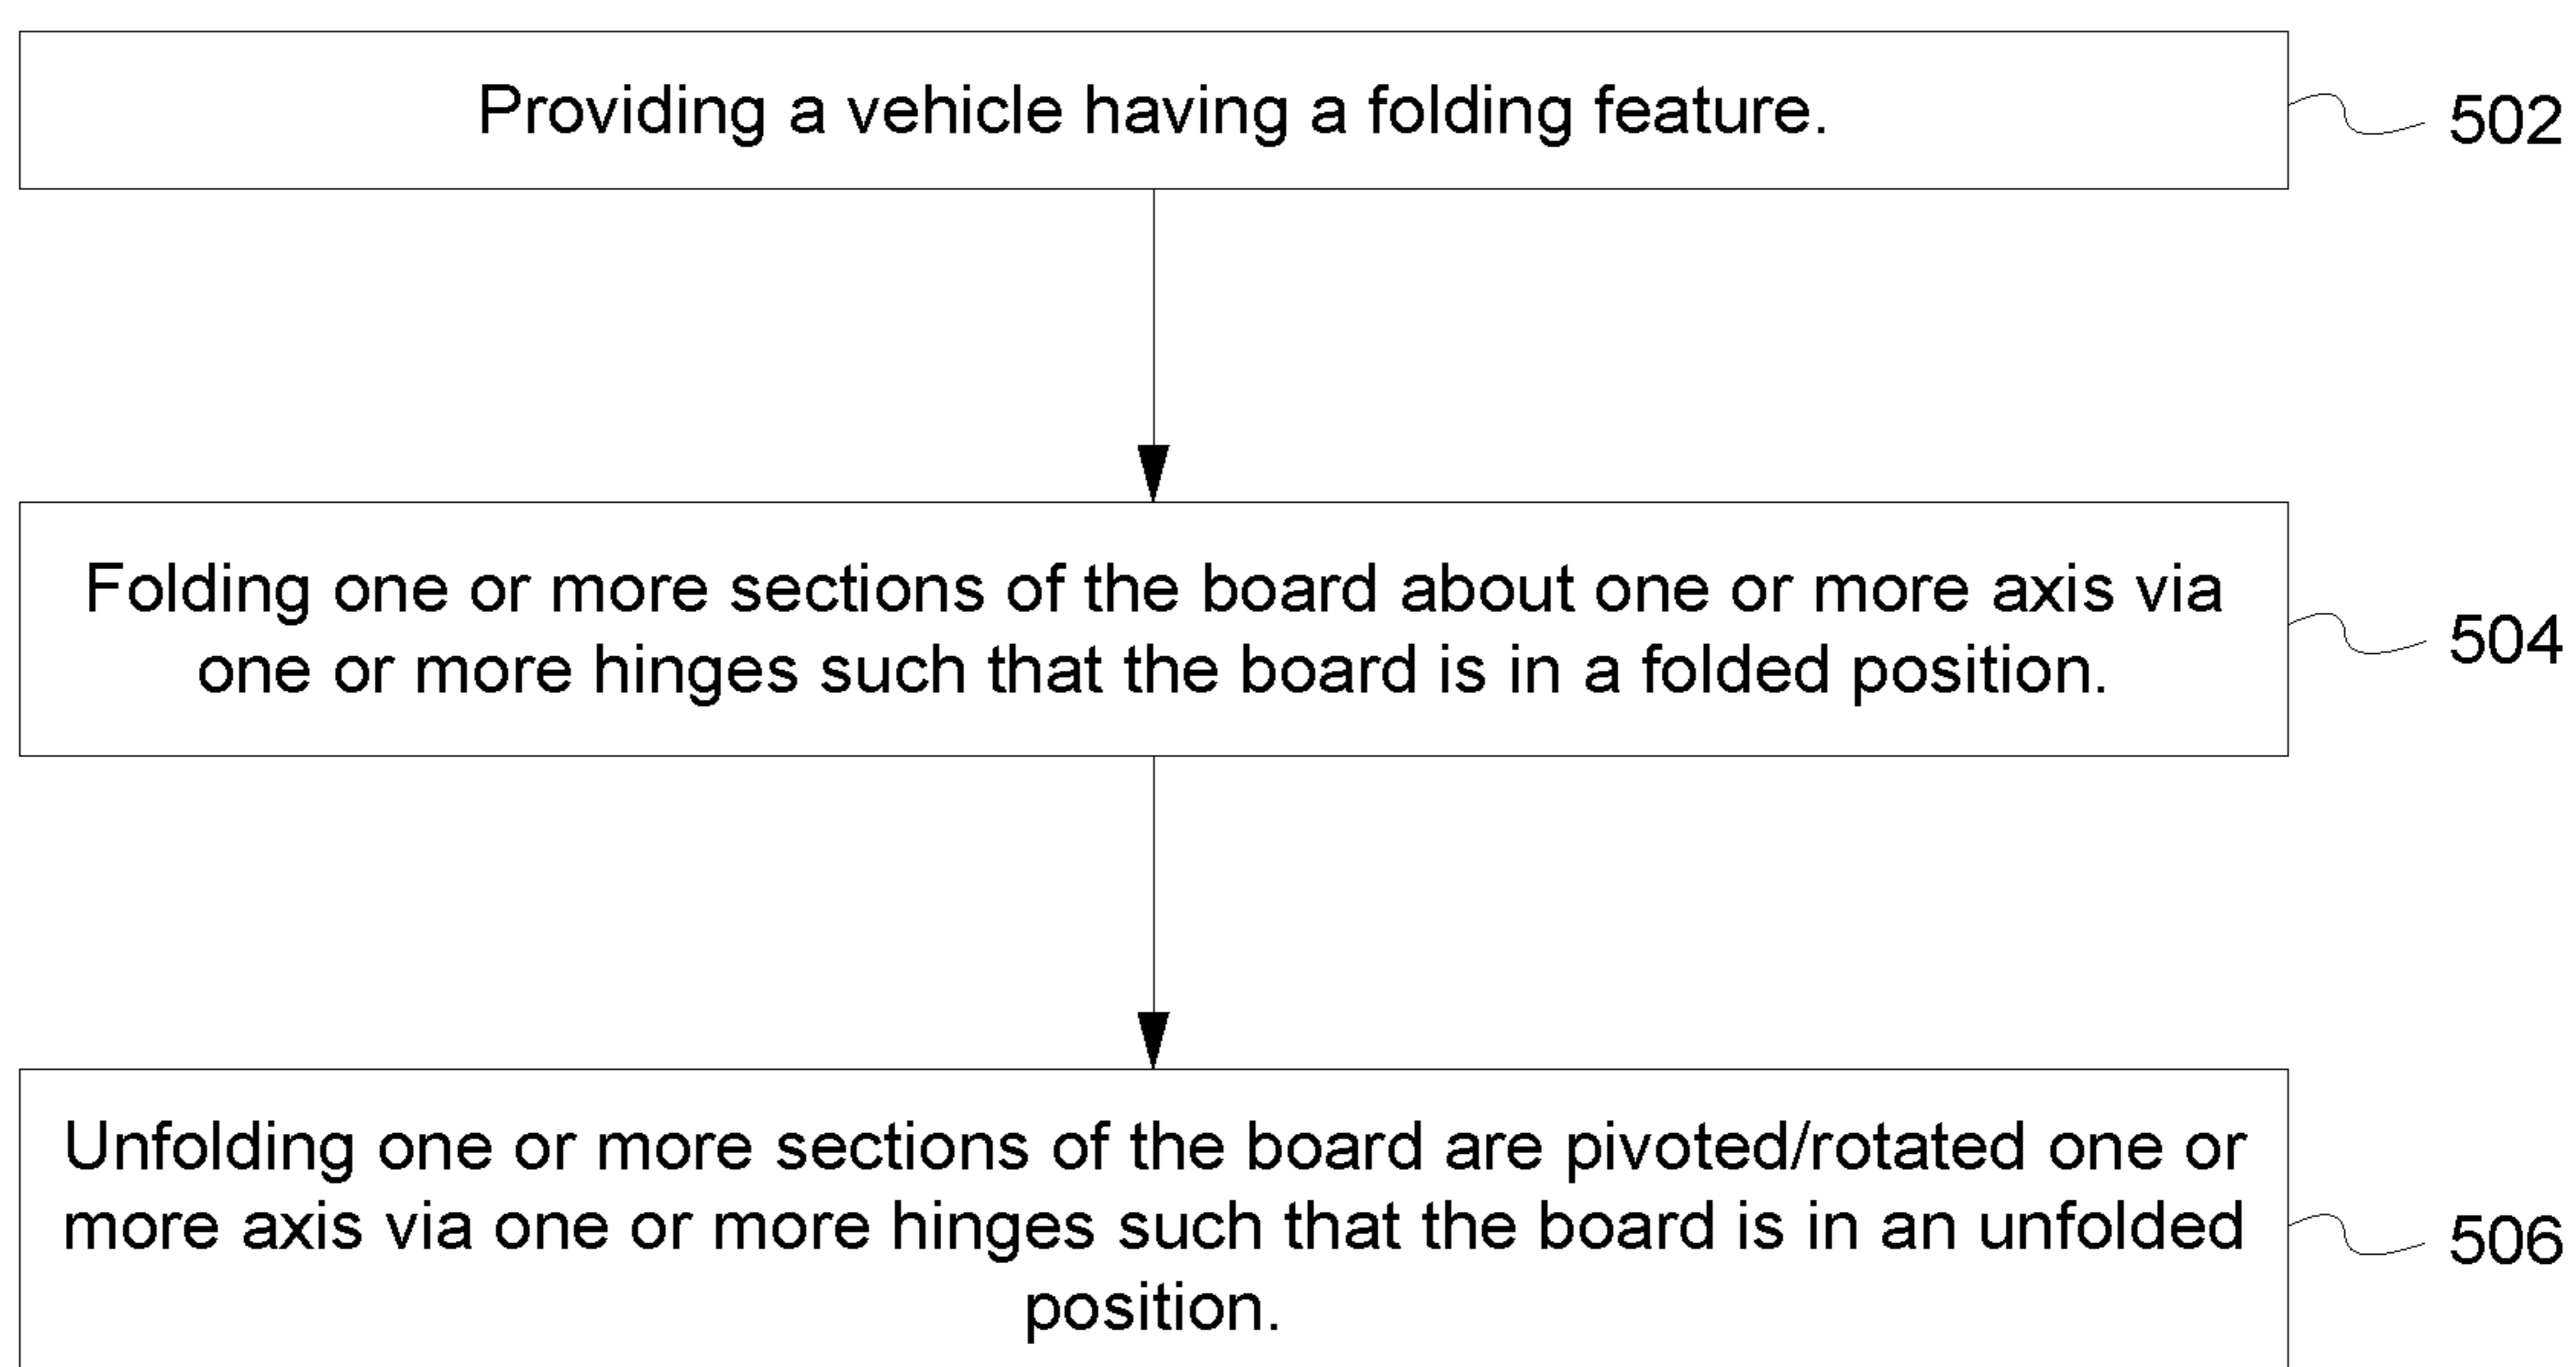 Providing a vehicle having a folding feature.
502
Folding one or more sections of the board about one or more axis via
one or more hinges such that the board is in a folded position.
504
Unfolding one or more sections of the board are pivoted/rotated one or
more axis via one or more hinges such that the board is in an unfolded
position.
506